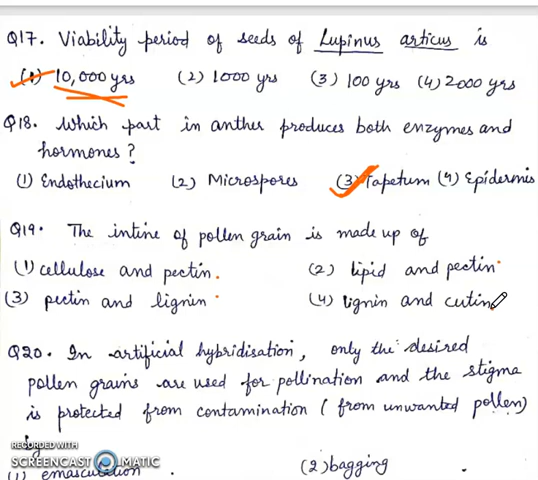 Q17. Viability period of seeds of Lupinus articus is
(1) 10,000 yrs (2) 1000 yrs (3) 100 yrs (4) 2000 yrs
Q18. Which part in anther produces both enzymes and
hormones?
(1) Endothecium (2) Microspores (3) Tapetum (4) Epidermis
Q19. The intine of pollen grain is made up of
(1) cellulose and pectin. (2) lipid and pectin
(3) pectin and lignin (4) lignin and cutin
Q20. In artificial hybridisation, only the desired
pollen grains are used for pollination and the stigma
is protected from contamination (from unwanted pollen)
by
RECORDED WITH
SCREENCAST MATIC
(1) emasculation (2) bagging